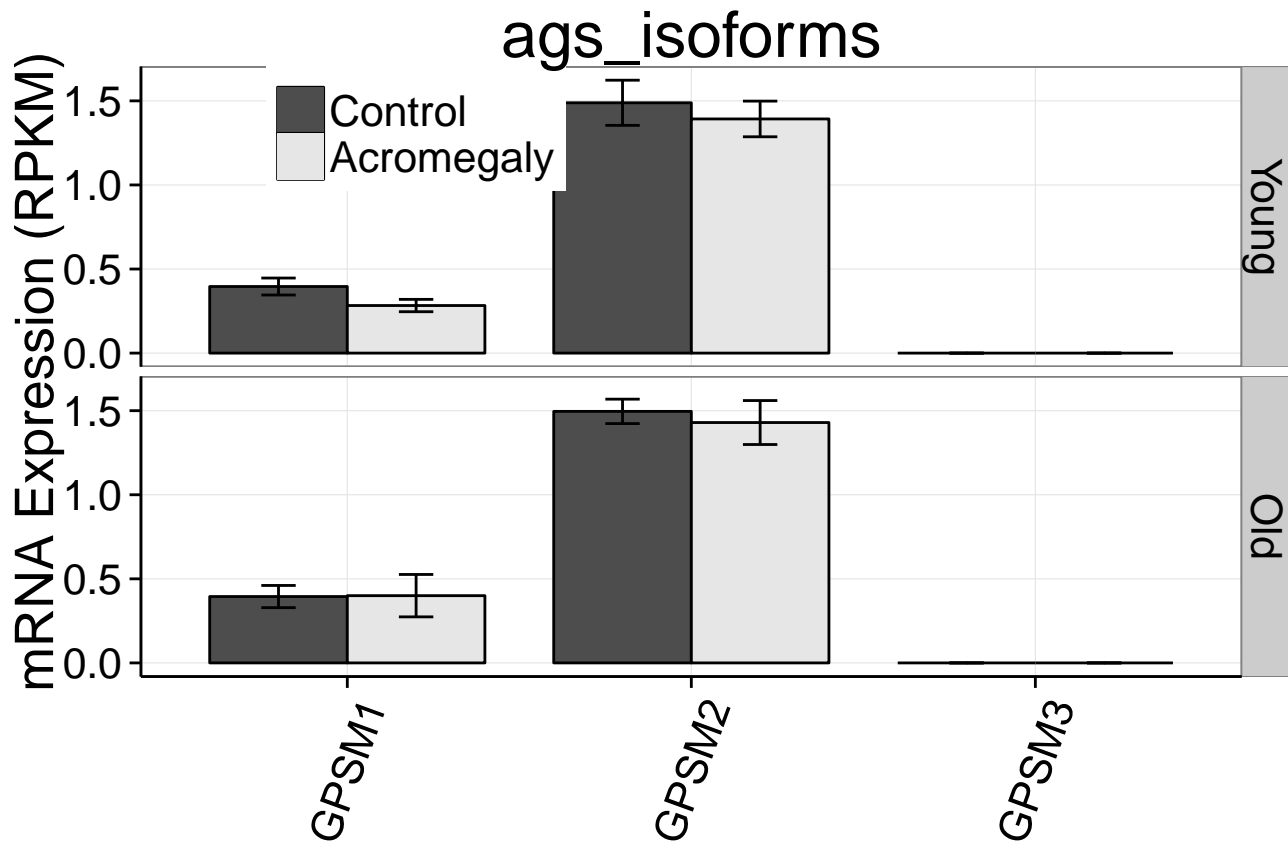 ags_isoforms
mRNA Expression (RPKM)
Control
Acromegaly
1.5
1.0
0.5
0.0
Young
1.5
1.0
0.5
0.0
Old
GPSM1
GPSM2
GPSM3